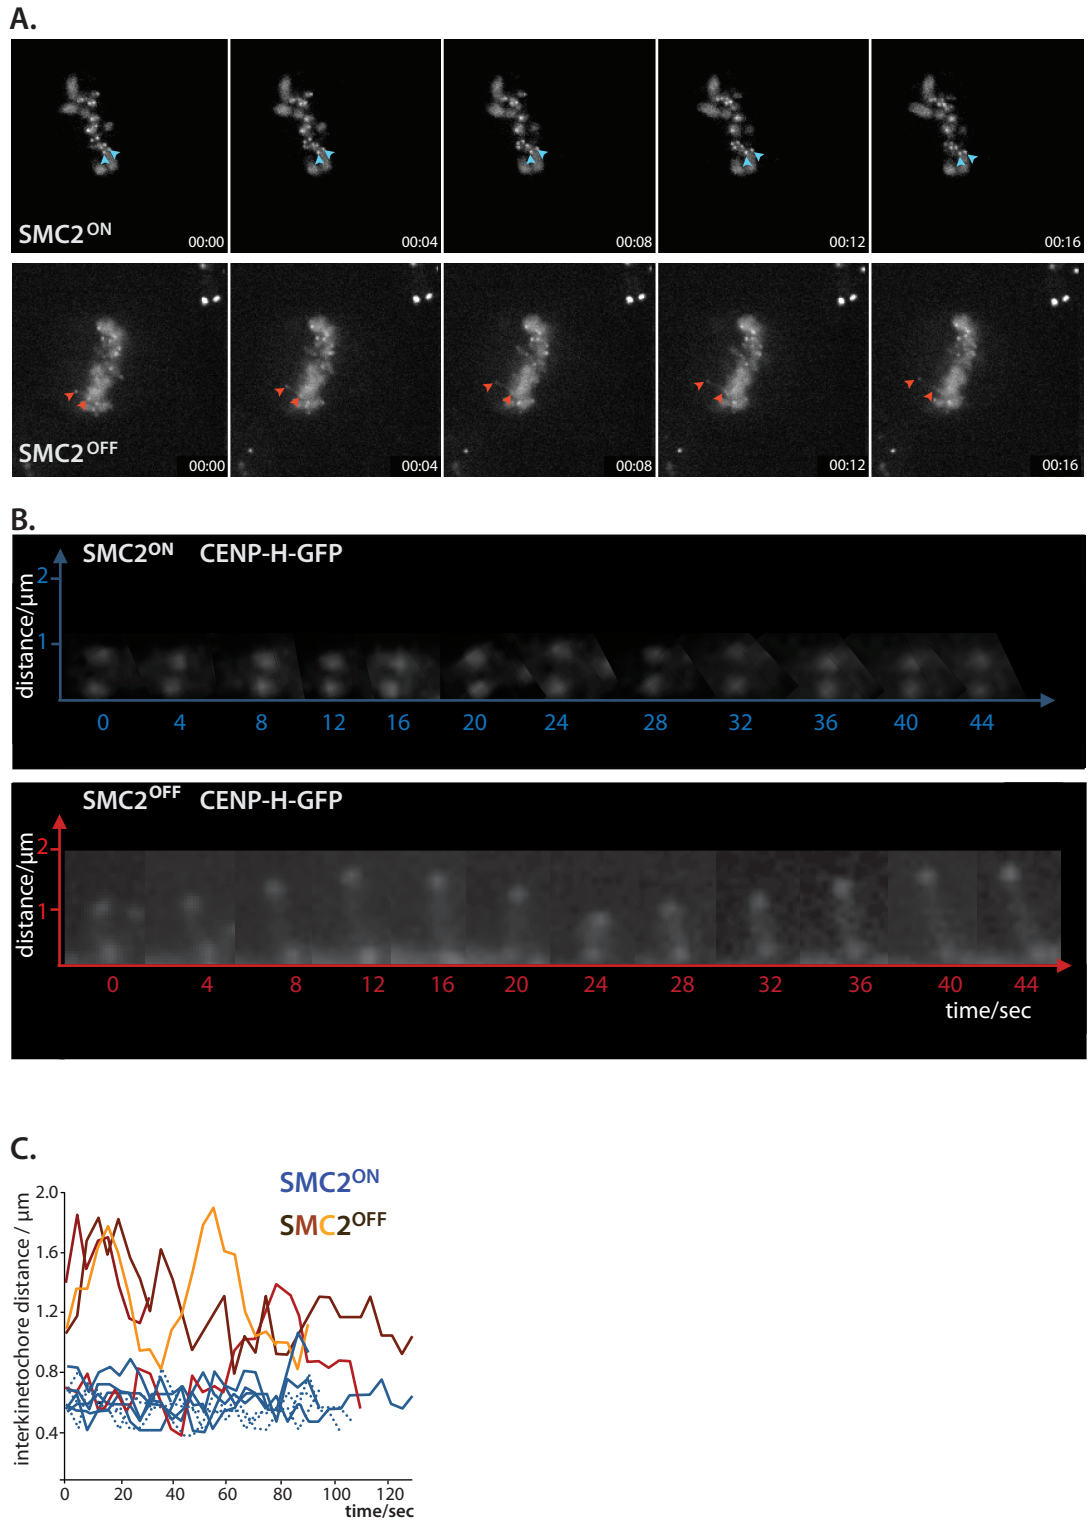 A.
SMC2ON
00:00
00:04
00:08
00:12
00:16
SMC2OFF
00:00
00:04
00:08
00:12
00:16
B.
SMC2ON CENP-H-GFP
distance/μm
2
1
0 4 8 12 16 20 24 28 32 36 40 44
SMC2OFF CENP-H-GFP
distance/μm
2
1
0 4 8 12 16 20 24 28 32 36 40 44
time/sec
C.
SMC2ON
SMC2OFF
interkinetochore distance / μm
2.0
1.6
1.2
0.8
0.4
0 20 40 60 80 100 120
time/sec